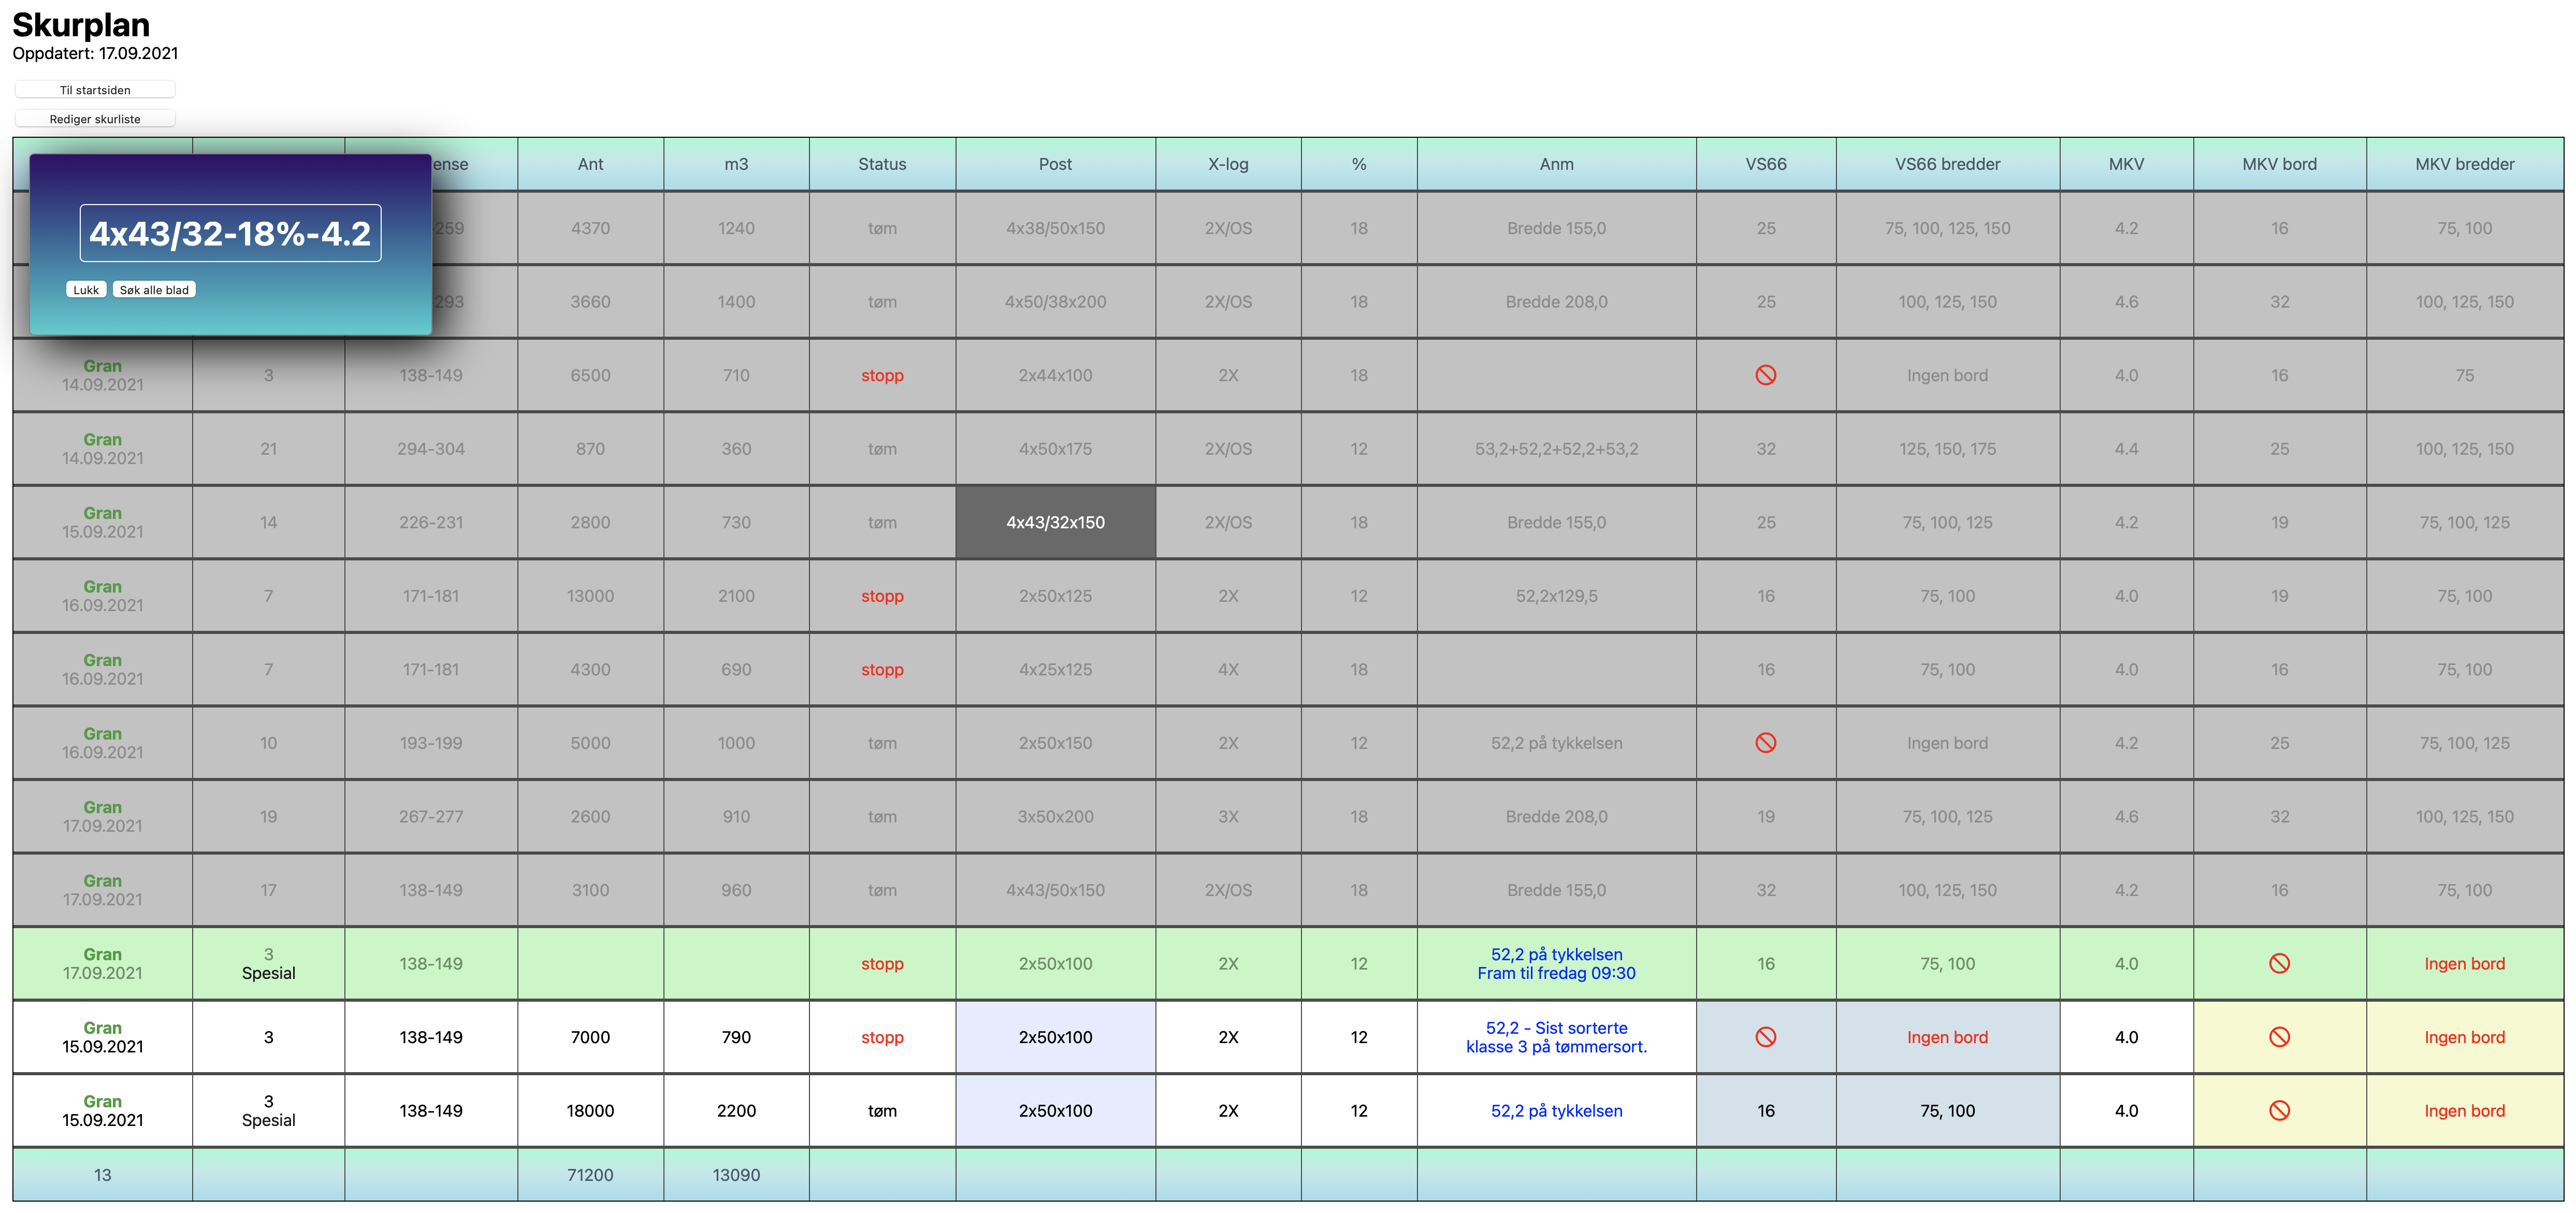 Skurplan
Oppdatert: 17.09.2021
Til startsiden
Rediger skurliste
ense Ant m3 Status Post X-log % Anm VS66 VS66 bredder MKV MKV bord MKV bredder
4x43/32-18%-4.2
Lukk Søk alle blad
259 4370 1240 tøm 4x38/50x150 2X/OS 18 Bredde 155,0 25 75, 100, 125, 150 4.2 16 75, 100
293 3660 1400 tøm 4x50/38x200 2X/OS 18 Bredde 208,0 25 100, 125, 150 4.6 32 100, 125, 150
Gran
14.09.2021 3 138-149 6500 710 stopp 2x44x100 2X 18 Ingen bord 4.0 16 75
Gran
14.09.2021 21 294-304 870 360 tøm 4x50x175 2X/OS 12 53,2+52,2+52,2+53,2 32 125, 150, 175 4.4 25 100, 125, 150
Gran
15.09.2021 14 226-231 2800 730 tøm 4x43/32x150 2X/OS 18 Bredde 155,0 25 75, 100, 125 4.2 19 75, 100, 125
Gran
16.09.2021 7 171-181 13000 2100 stopp 2x50x125 2X 12 52,2x129,5 16 75, 100 4.0 19 75, 100
Gran
16.09.2021 7 171-181 4300 690 stopp 4x25x125 4X 18 16 75, 100 4.0 16 75, 100
Gran
16.09.2021 10 193-199 5000 1000 tøm 2x50x150 2X 12 52,2 på tykkelsen Ingen bord 4.2 25 75, 100, 125
Gran
17.09.2021 19 267-277 2600 910 tøm 3x50x200 3X 18 Bredde 208,0 19 75, 100, 125 4.6 32 100, 125, 150
Gran
17.09.2021 17 138-149 3100 960 tøm 4x43/50x150 2X/OS 18 Bredde 155,0 32 100, 125, 150 4.2 16 75, 100
Gran 3 52,2 på tykkelsen
17.09.2021 Spesial 138-149 stopp 2x50x100 2X 12 Fram til fredag 09:30 16 75, 100 4.0 Ingen bord
Gran 52,2 - Sist sorterte
15.09.2021 3 138-149 7000 790 stopp 2x50x100 2X 12 klasse 3 på tømmersort. Ingen bord 4.0 Ingen bord
Gran 3
15.09.2021 Spesial 138-149 18000 2200 tøm 2x50x100 2X 12 52,2 på tykkelsen 16 75, 100 4.0 Ingen bord
13 71200 13090